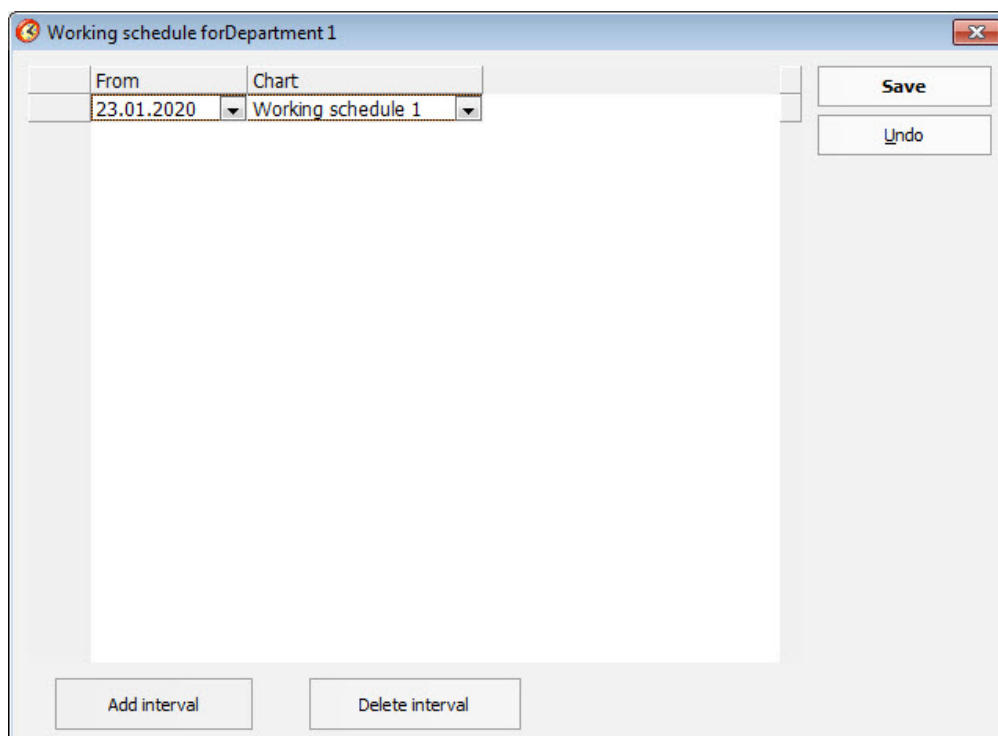 Working schedule forDepartment 1
From Chart
23.01.2020 Working schedule 1
Save
Undo
Add interval Delete interval